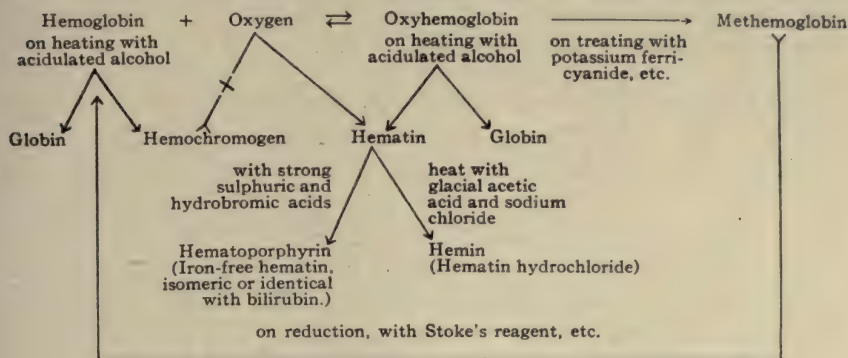 Hemoglobin + Oxygen ⇄ Oxyhemoglobin Methemoglobin
on heating with
acidulated alcohol
on heating with
acidulated alcohol
on treating with
potassium ferri-
cyanide, etc.
Globin Hemochromogen Hematin Globin
with strong
sulphuric and
hydrobromic acids
heat with
glacial acetic
acid and sodium
chloride
Hematoporphyrin
(Iron-free hematin,
isomeric or identical
with bilirubin.)
Hemin
(Hematin hydrochloride)
on reduction, with Stoke's reagent, etc.